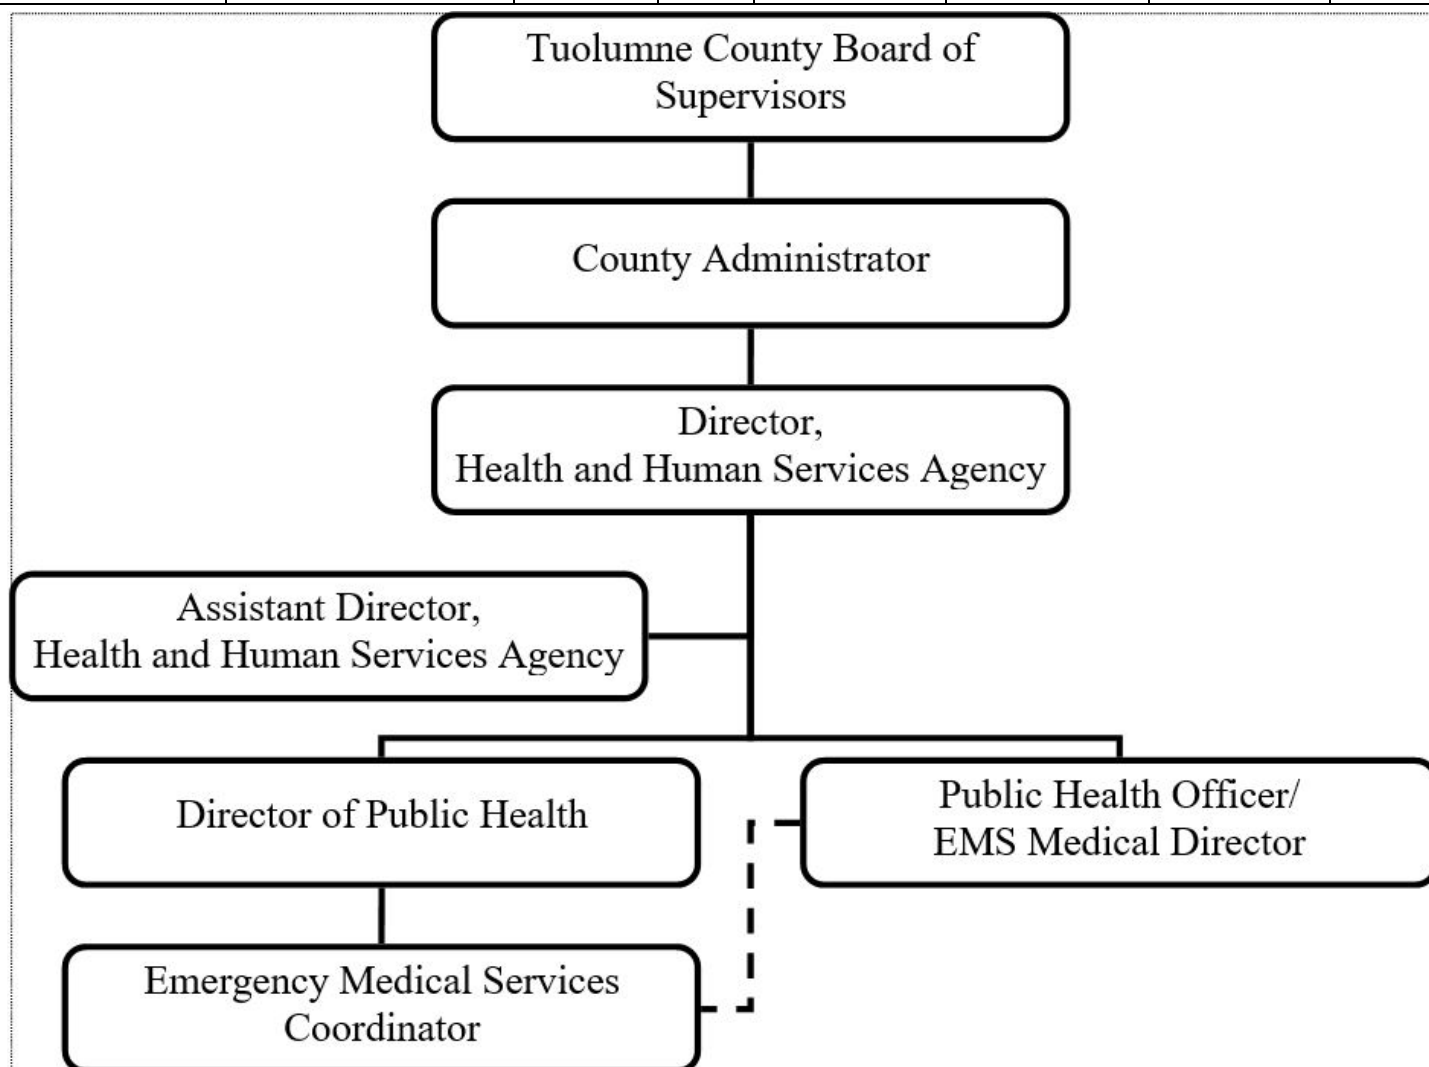 Tuolumne County Board of
Supervisors
County Administrator
Director,
Health and Human Services Agency
Assistant Director,
Health and Human Services Agency
Director of Public Health
Public Health Officer/
EMS Medical Director
Emergency Medical Services
Coordinator